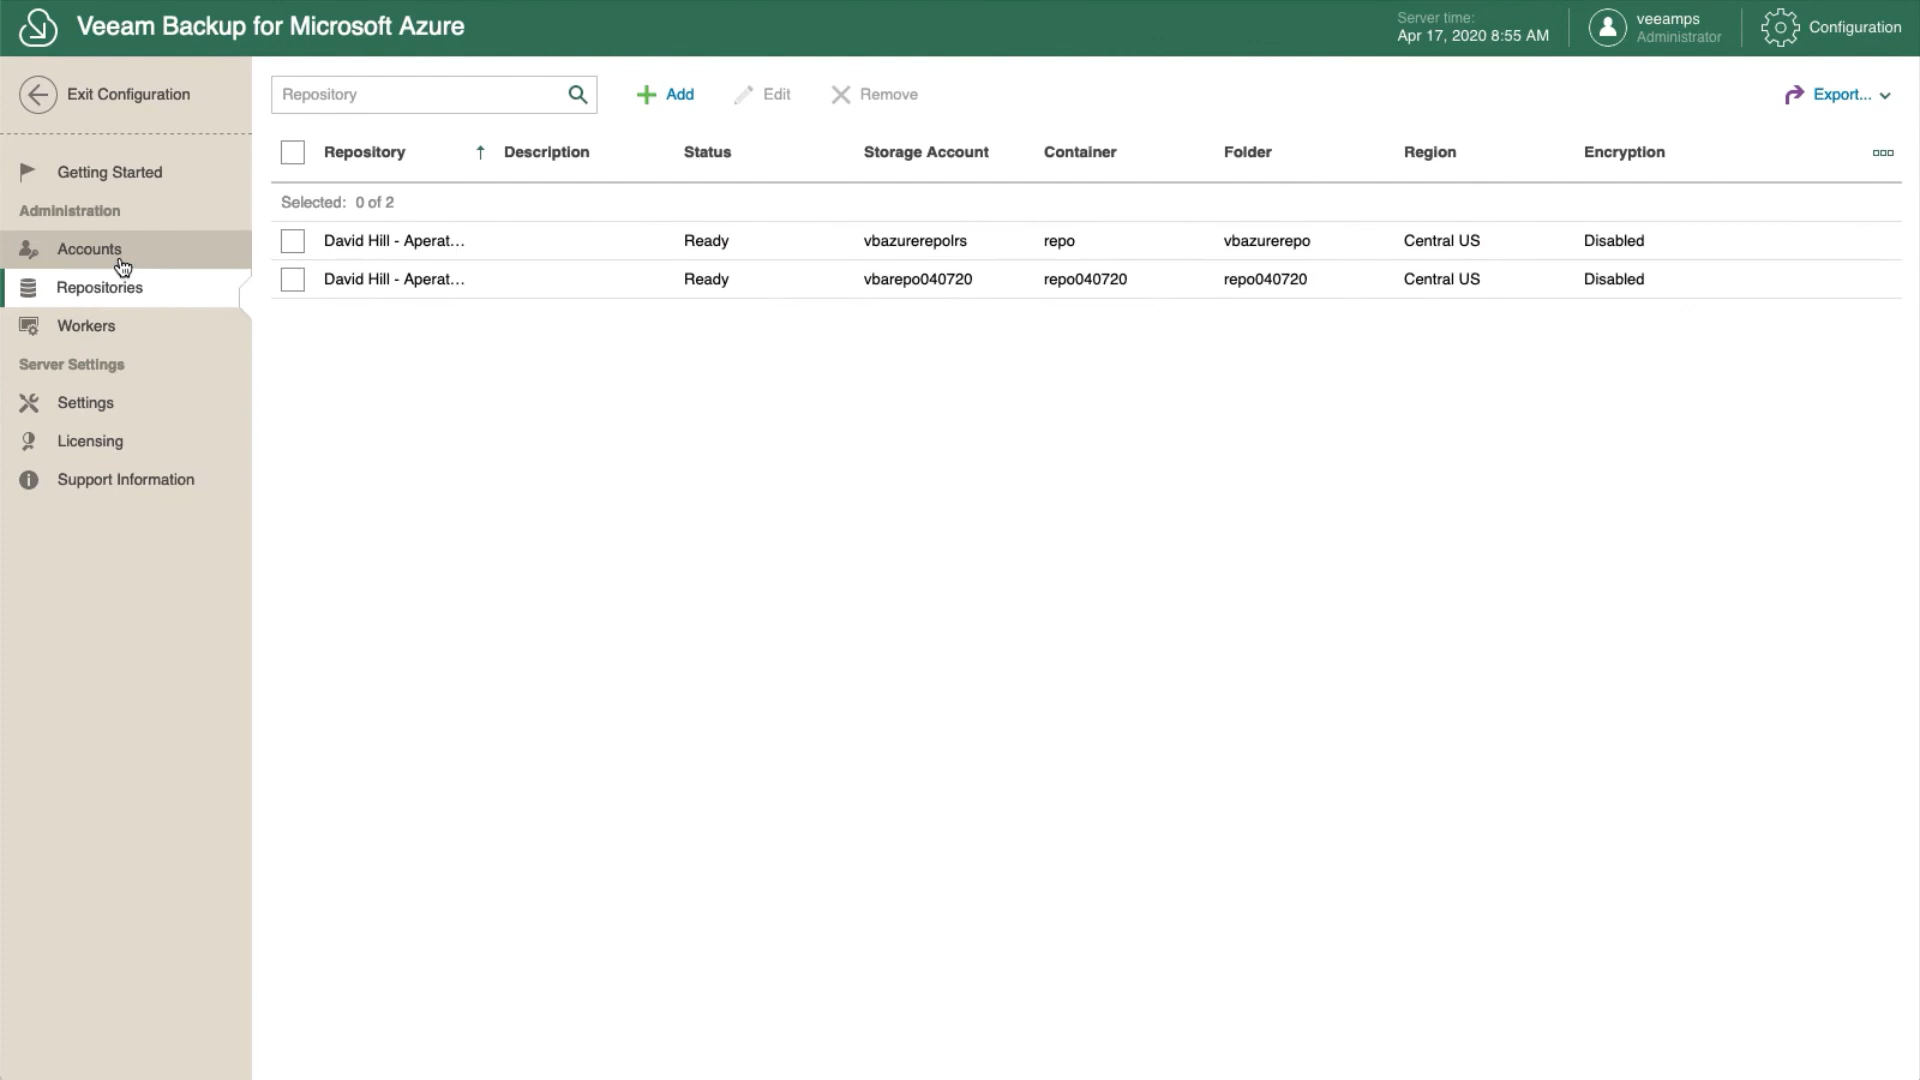 Veeam Backup for Microsoft Azure
Server time:
Apr 17, 2020 8:55 AM
veeamps
Administrator
Configuration
Exit Configuration
Getting Started
Administration
Accounts
Repositories
Workers
Server Settings
Settings
Licensing
Support Information
Repository
Add
Edit
Remove
Export...
Repository Description Status Storage Account Container Folder Region Encryption
Selected: 0 of 2
David Hill - Aperat... Ready vbazurerepolrs repo vbazurerepo Central US Disabled
David Hill - Aperat... Ready vbarepo040720 repo040720 repo040720 Central US Disabled